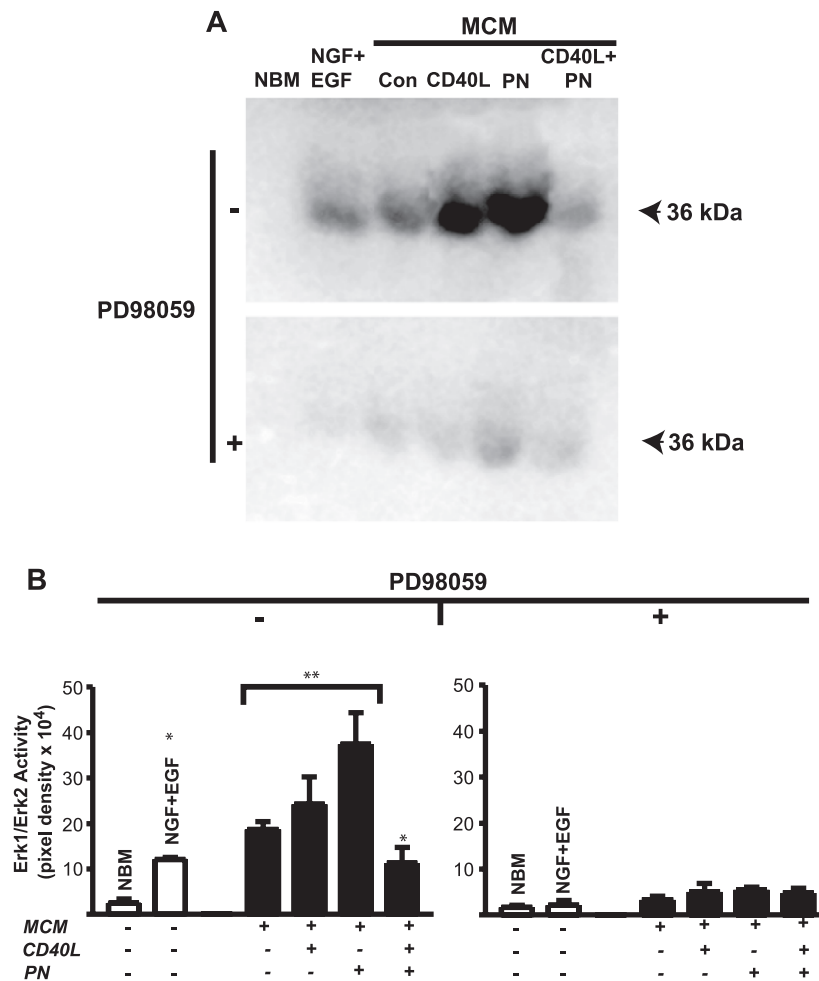 A
MCM
NGF+ CD40L+
NBM EGF Con CD40L PN PN
- 36 kDa
PD98059
+ 36 kDa
B
PD98059
- +
**
50 50
40 40
30 30
20 20
10 10
Erk1/Erk2 Activity
(pixel density x 10⁴)
NBM
NGF+EGF
*
*
NBM
NGF+EGF
MCM - - + + + + - - + + + +
CD40L - - - + - + - - - + - +
PN - - - - + + - - - - + +